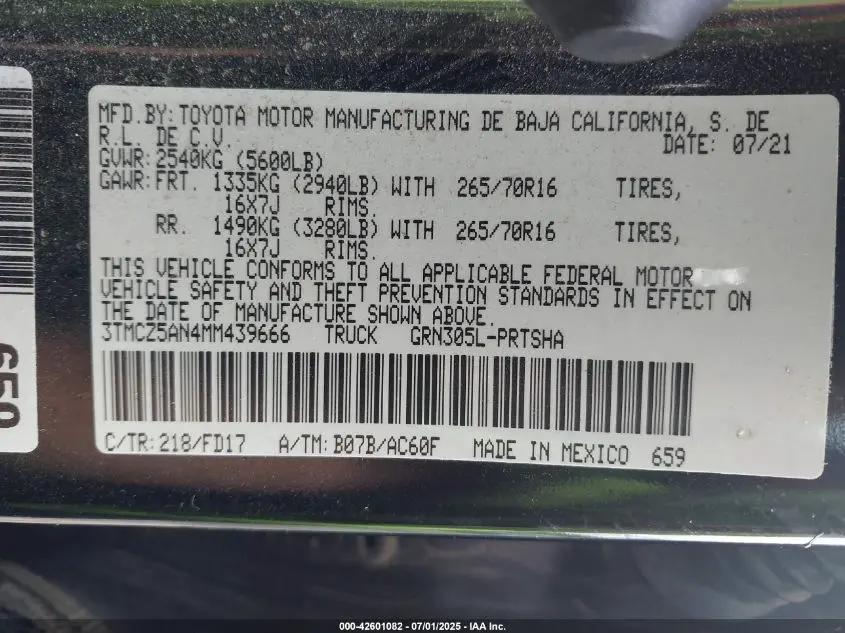 MFD.BY:TOYOTA MOTOR MANUFACTURING DE BAJA CALIFORNIA, S. DE
R.L. DE C.V.
DATE: 07/21
GVWR:2540KG (5600LB)
GAWR:FRT. 1335KG (2940LB) WITH 265/70R16 TIRES,
16X7J RIMS.
RR. 1490KG (3280LB) WITH 265/70R16 TIRES,
16X7J RIMS.
THIS VEHICLE CONFORMS TO ALL APPLICABLE FEDERAL MOTOR
VEHICLE SAFETY AND THEFT PREVENTION STANDARDS IN EFFECT ON
THE DATE OF MANUFACTURE SHOWN ABOVE.
3TMCZ5AN4MM439666 TRUCK GRN305L-PRTSHA
C/TR:218/FD17 A/TM:B07B/AC60F MADE IN MEXICO 659
659
000-42601082 - 07/01/2025 - IAA Inc.